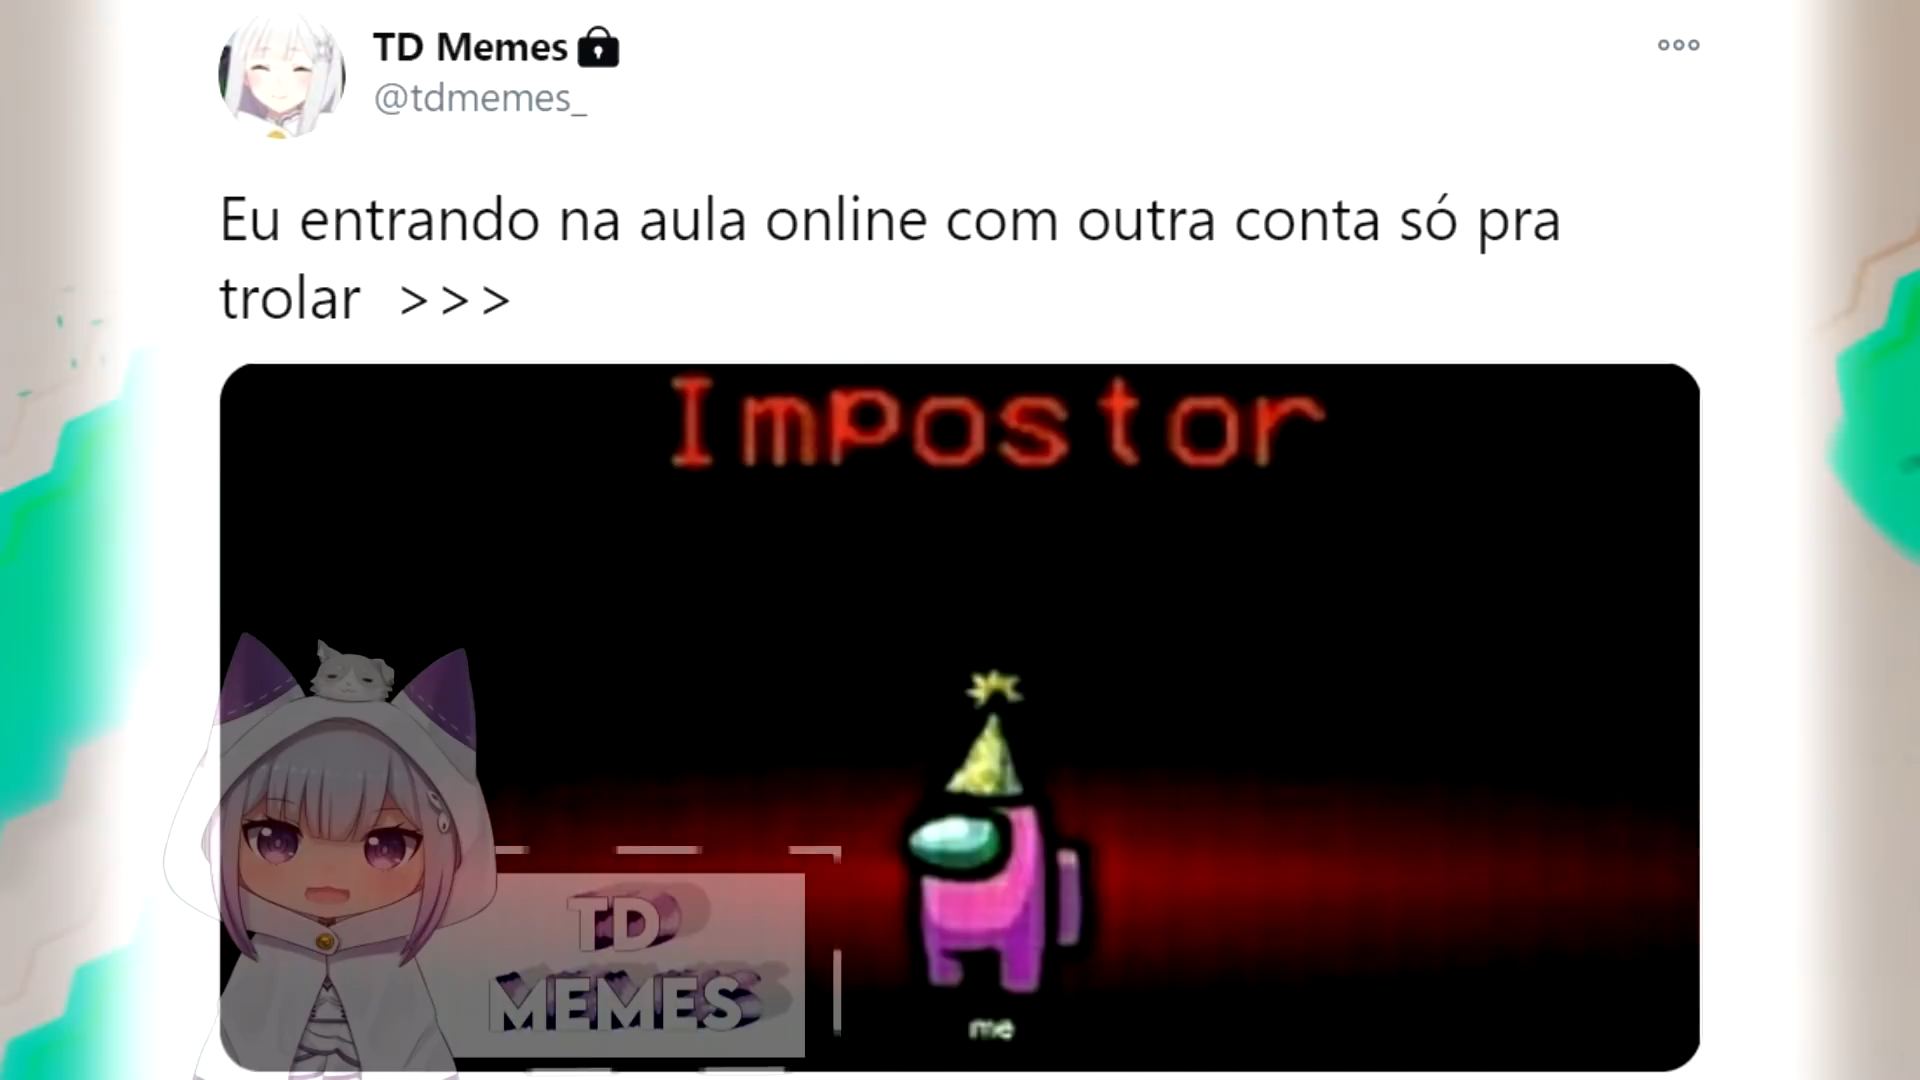 TD Memes
@tdmemes_
Eu entrando na aula online com outra conta só pra
trolar >>>
Impostor
TD
MEMES
me